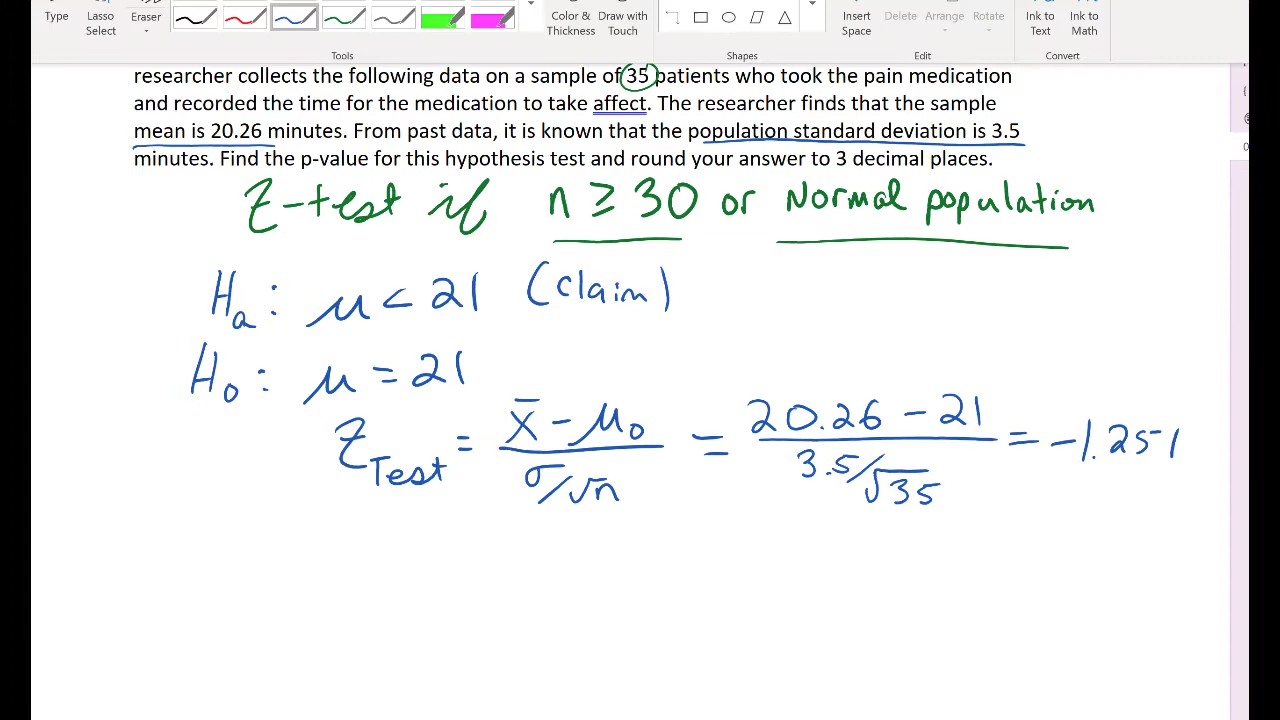 Type Lasso Select Eraser Color & Thickness Draw with Touch Insert Space Delete Arrange Rotate Ink to Text Ink to Math
Tools Shapes Edit Convert
researcher collects the following data on a sample of 35 patients who took the pain medication
and recorded the time for the medication to take affect. The researcher finds that the sample
mean is 20.26 minutes. From past data, it is known that the population standard deviation is 3.5
minutes. Find the p-value for this hypothesis test and round your answer to 3 decimal places.
Z-test if n ≥ 30 or Normal population
Ha: μ < 21 (claim)
H0: μ = 21
Z Test = (x̄ − μ0)/(σ/√n) = (20.26 − 21)/(3.5/√35) = −1.251